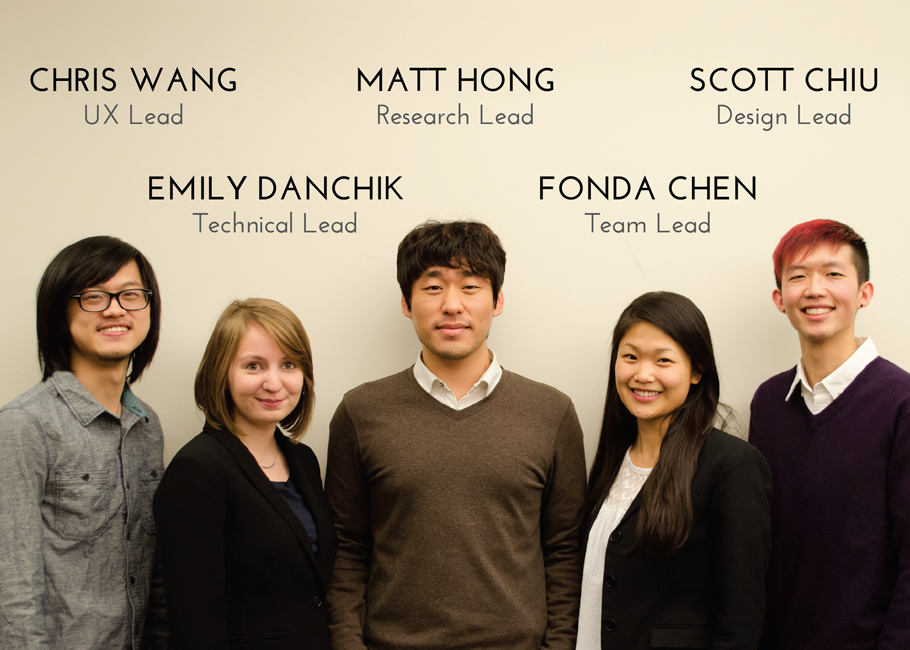 CHRIS WANG
UX Lead
MATT HONG
Research Lead
SCOTT CHIU
Design Lead
EMILY DANCHIK
Technical Lead
FONDA CHEN
Team Lead